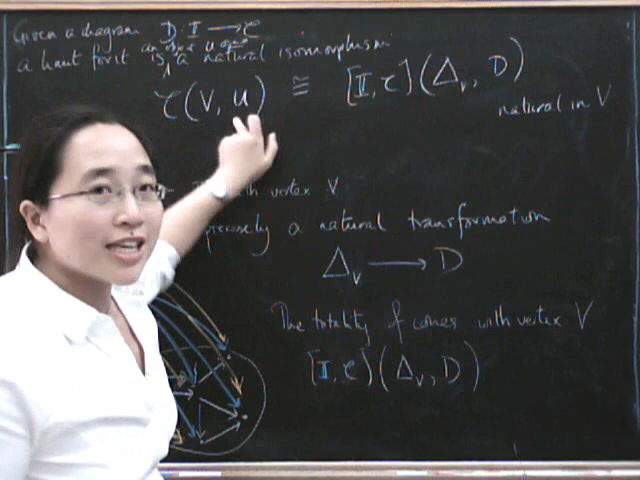 Given a diagram D: 𝕀 → 𝒞
a limit for it is an object U and a natural isomorphism
𝒞(V, U) ≅ [𝕀, 𝒞](Δ_V, D)
natural in V
with vertex V
precisely a natural transformation
Δ_V → D
The totality of cones with vertex V
[𝕀, 𝒞](Δ_V, D)